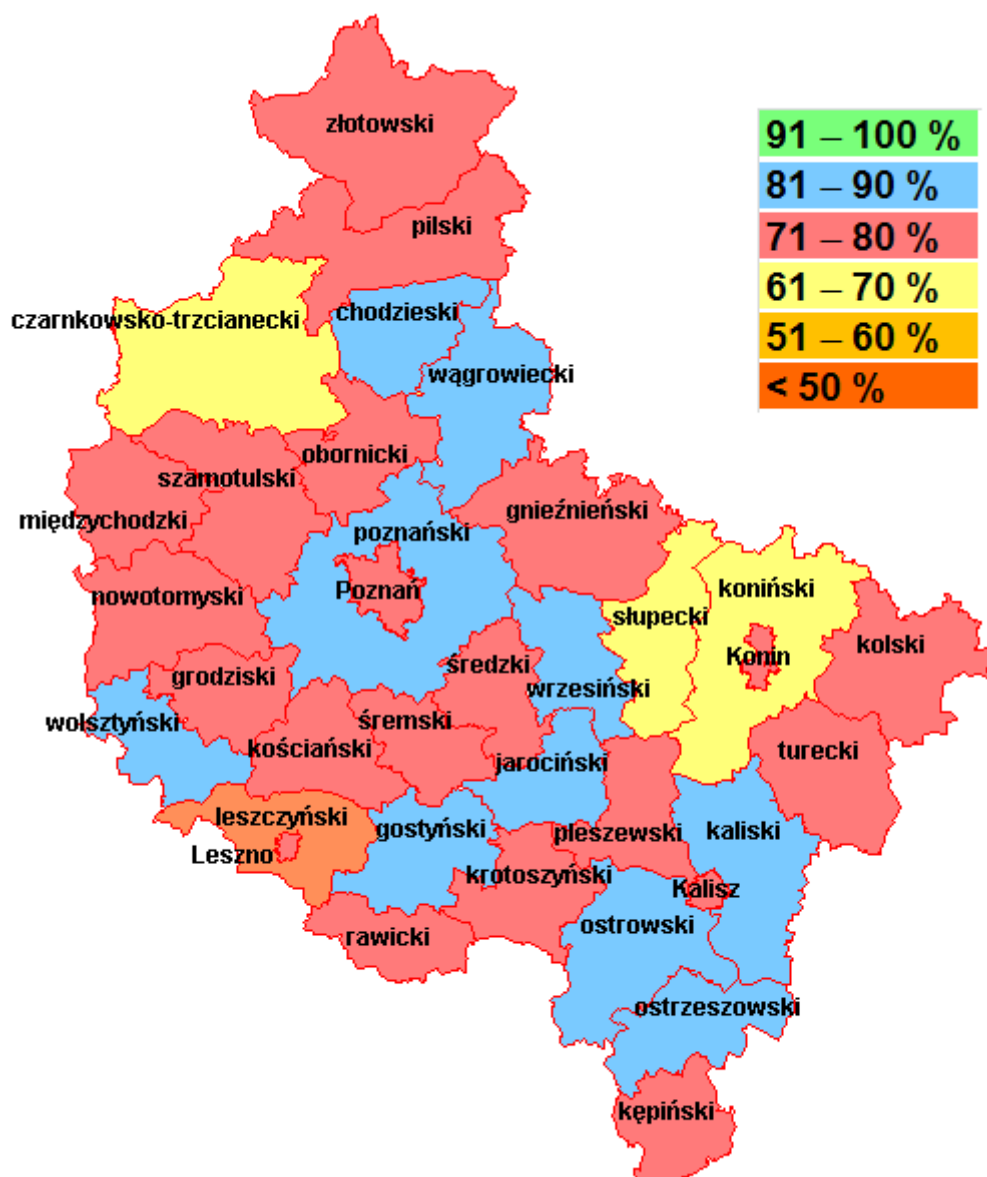 złotowski
91 – 100 %
81 – 90 %
pilski
71 – 80 %
61 – 70 %
chodzieski
czarnkowsko-trzcianecki
51 – 60 %
wągrowiecki
< 50 %
obornicki
szamotulski
gnieźnieński
międzychodzki
poznański
koniński
Poznań
nowotomyski
słupecki
kolski
Konin
średzki
grodziski
wrzesiński
wolsztyński
śremski
kościański
turecki
jarociński
leszczyński
gostyński
pleszewski
kaliski
Leszno
krotoszyński
Kalisz
ostrowski
rawicki
ostrzeszowski
kępiński